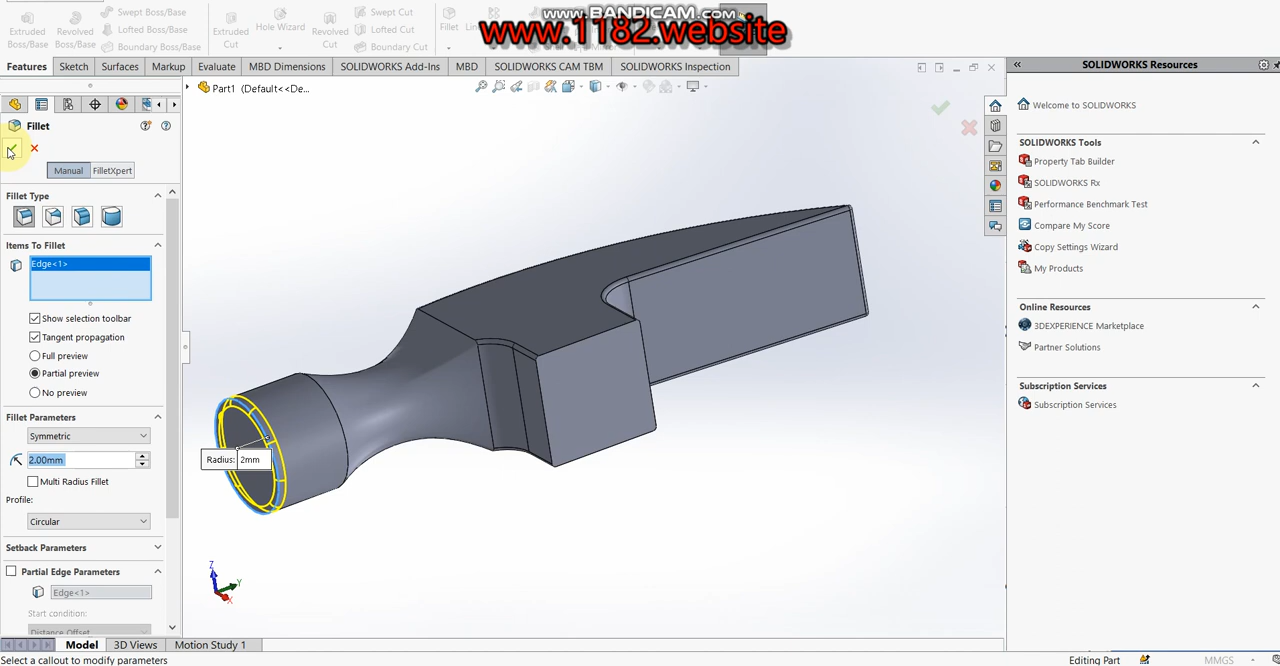 www.BANDICAM.com
www.1182.website
Extruded Boss/Base
Revolved Boss/Base
Swept Boss/Base
Lofted Boss/Base
Boundary Boss/Base
Extruded Cut
Hole Wizard
Revolved Cut
Swept Cut
Lofted Cut
Boundary Cut
Fillet
Features
Sketch
Surfaces
Markup
Evaluate
MBD Dimensions
SOLIDWORKS Add-Ins
MBD
SOLIDWORKS CAM TBM
SOLIDWORKS Inspection
Part1 (Default<<De...
Fillet
Manual
FilletXpert
Fillet Type
Items To Fillet
Edge<1>
Show selection toolbar
Tangent propagation
Full preview
Partial preview
No preview
Fillet Parameters
Symmetric
2.00mm
Multi Radius Fillet
Profile:
Circular
Setback Parameters
Partial Edge Parameters
Edge<1>
Start condition:
Distance Offset
Radius: 2mm
Z
Y
X
SOLIDWORKS Resources
Welcome to SOLIDWORKS
SOLIDWORKS Tools
Property Tab Builder
SOLIDWORKS Rx
Performance Benchmark Test
Compare My Score
Copy Settings Wizard
My Products
Online Resources
3DEXPERIENCE Marketplace
Partner Solutions
Subscription Services
Subscription Services
Model
3D Views
Motion Study 1
Select a callout to modify parameters
Editing Part
MMGS